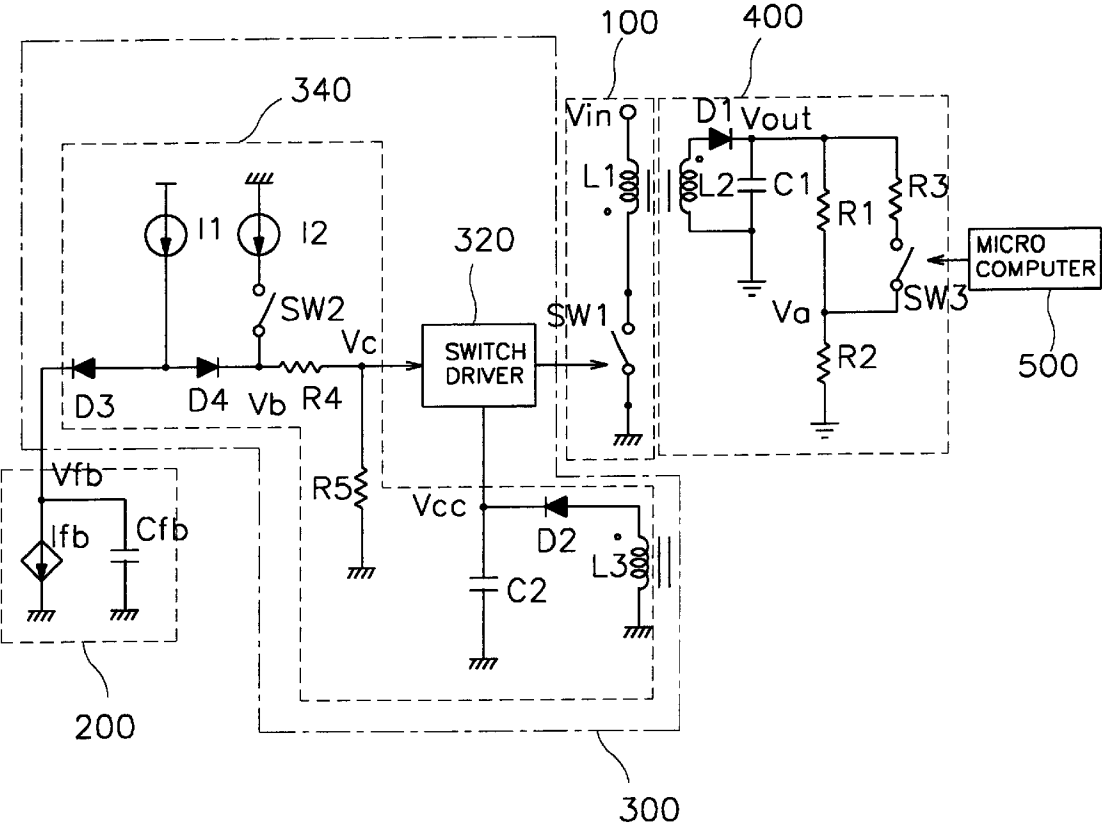 100
400
340
Vin
D1
Vout
L1
L2
C1
R1
R3
I1
I2
320
MICRO
COMPUTER
SW2
SW1
Va
SW3
Vc
SWITCH
DRIVER
R2
500
D3
D4
Vb
R4
Vfb
R5
Vcc
D2
Ifb
Cfb
L3
C2
200
300